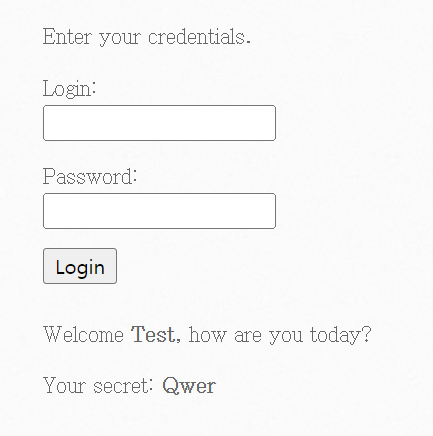 Enter your credentials.
Login:
Password:
Login
Welcome Test, how are you today?
Your secret: Qwer